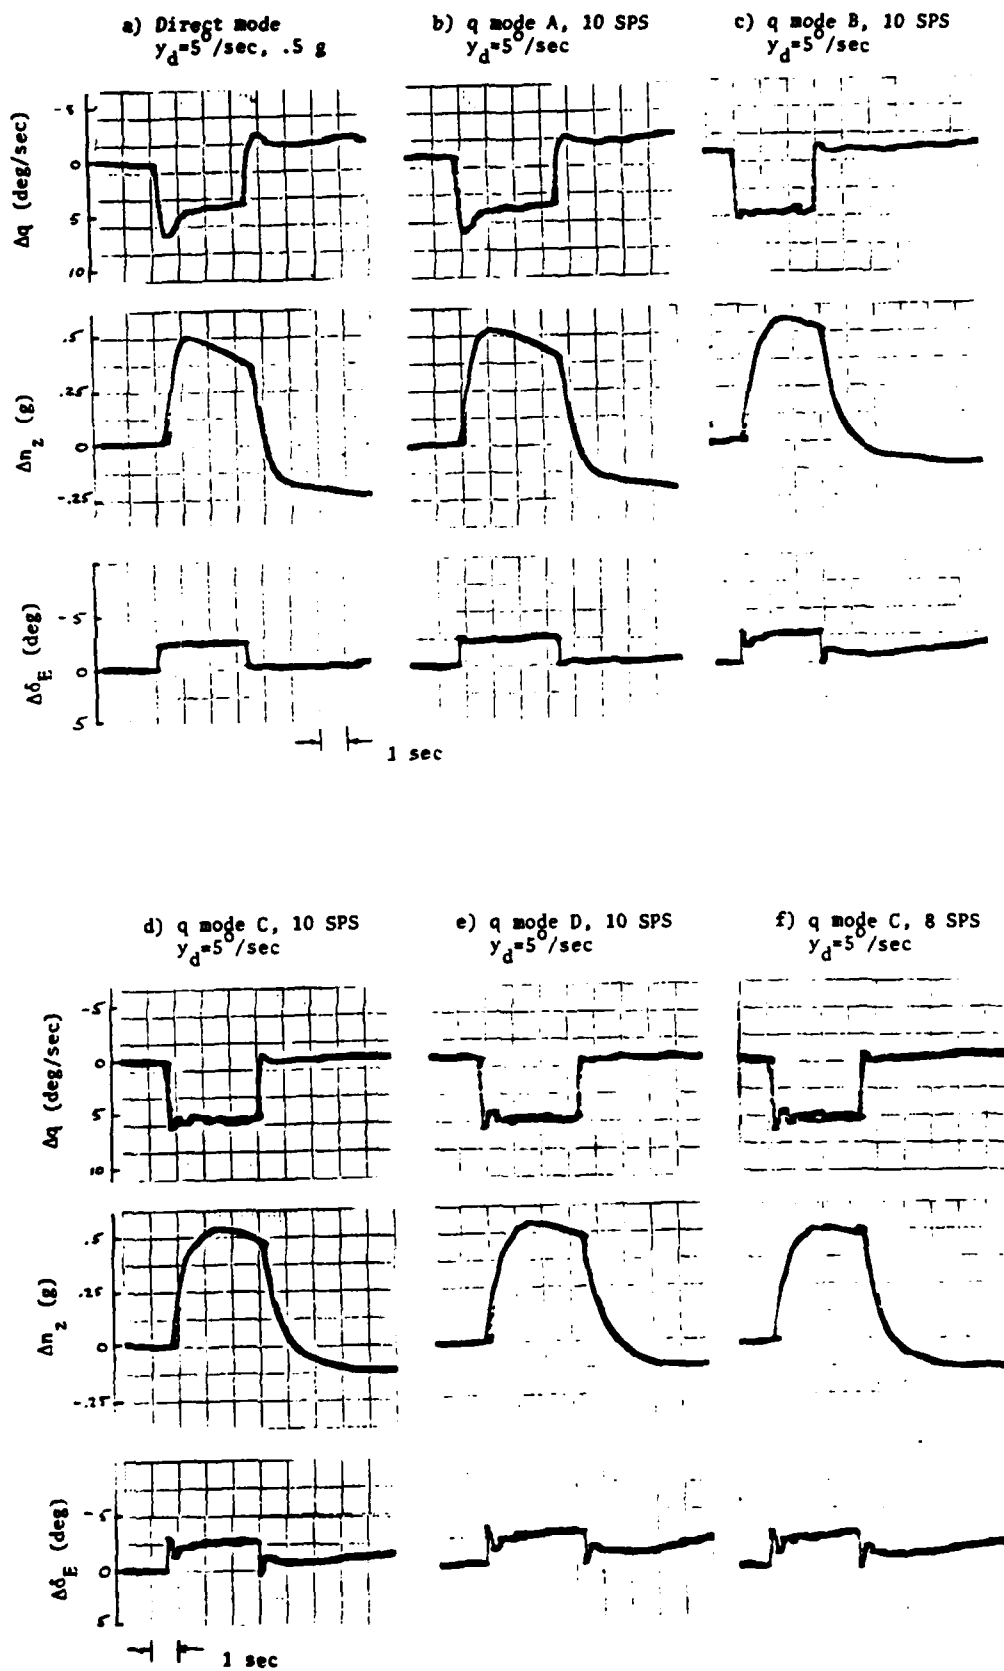 a) Direct mode
y_d=5°/sec, .5 g
b) q mode A, 10 SPS
y_d=5°/sec
c) q mode B, 10 SPS
y_d=5°/sec
Δq (deg/sec)
-5
0
5
10
Δn_z (g)
.5
.25
0
-.25
Δδ_E (deg)
-5
0
5
1 sec
d) q mode C, 10 SPS
y_d=5°/sec
e) q mode D, 10 SPS
y_d=5°/sec
f) q mode C, 8 SPS
y_d=5°/sec
Δq (deg/sec)
-5
0
5
10
Δn_z (g)
.5
.25
0
-.25
Δδ_E (deg)
-5
0
5
1 sec